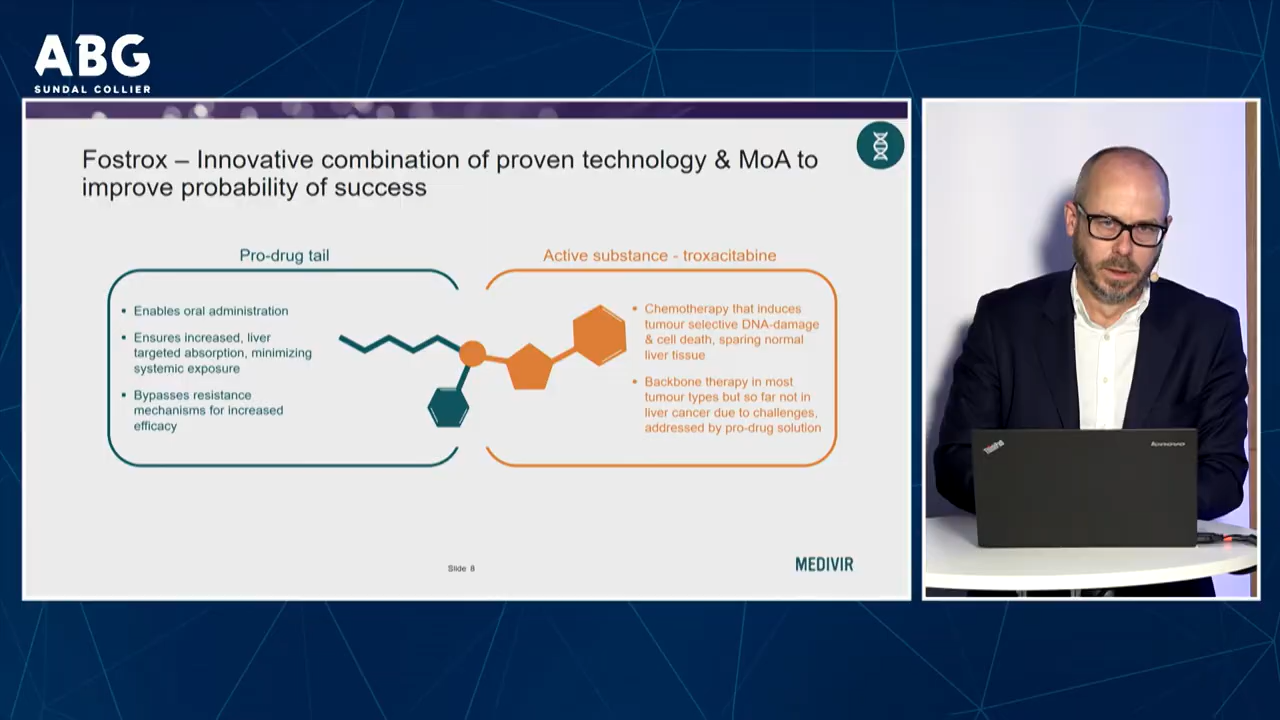 ABG
SUNDAL COLLIER
Fostrox – Innovative combination of proven technology & MoA to
improve probability of success
Pro-drug tail
• Enables oral administration
• Ensures increased, liver
targeted absorption, minimizing
systemic exposure
• Bypasses resistance
mechanisms for increased
efficacy
Active substance - troxacitabine
• Chemotherapy that induces
tumour selective DNA-damage
& cell death, sparing normal
liver tissue
• Backbone therapy in most
tumour types but so far not in
liver cancer due to challenges,
addressed by pro-drug solution
Slide 8
MEDIVIR
ThinkPad